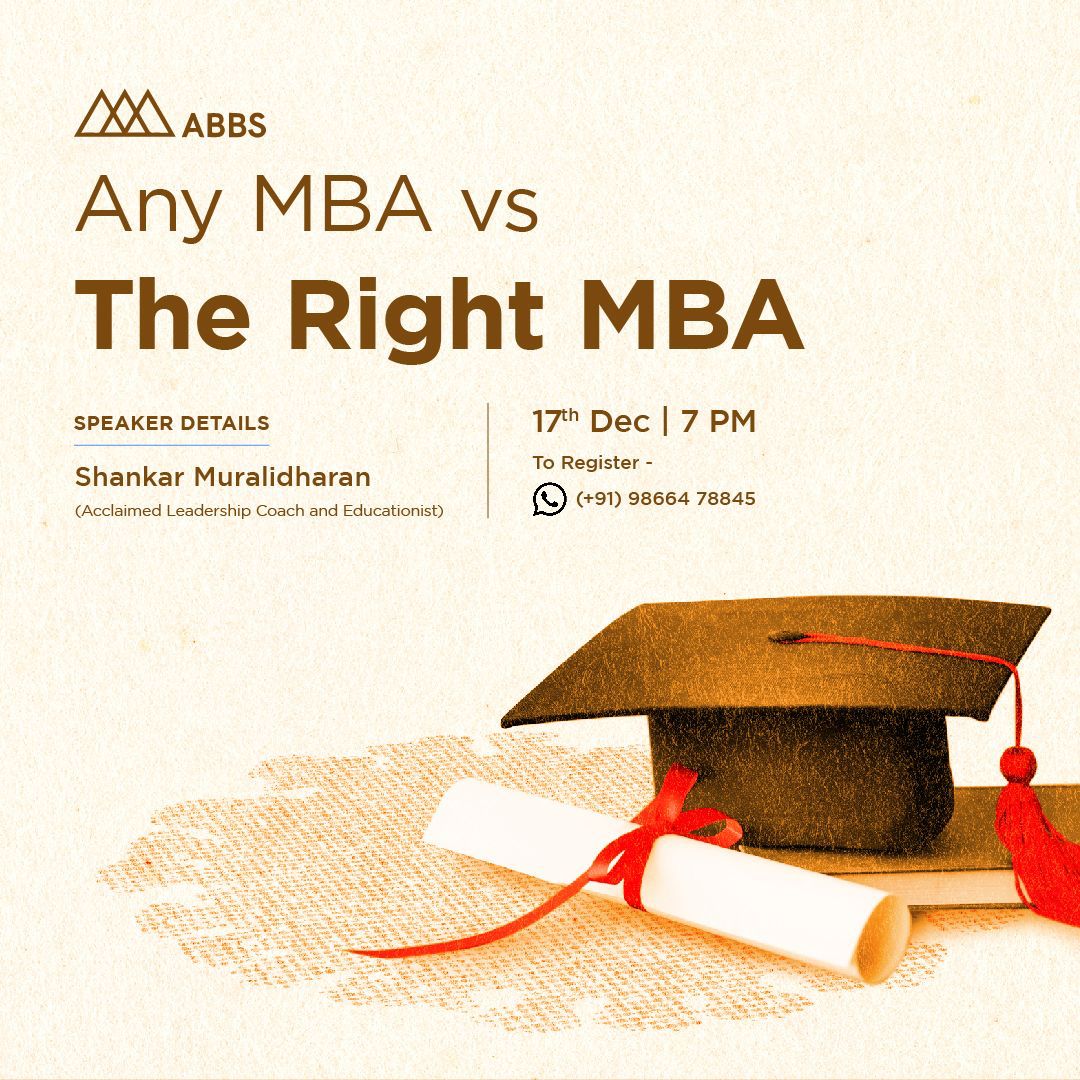 ABBS
Any MBA vs
The Right MBA
SPEAKER DETAILS
Shankar Muralidharan
(Acclaimed Leadership Coach and Educationist)
17th Dec | 7 PM
To Register -
(+91) 98664 78845